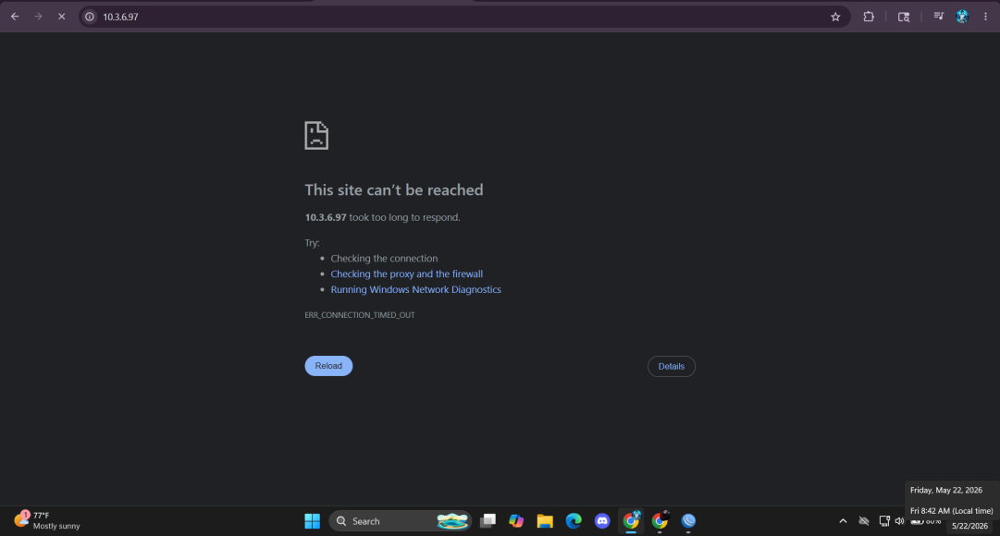 10.3.6.97
This site can’t be reached
10.3.6.97 took too long to respond.
Try:
Checking the connection
Checking the proxy and the firewall
Running Windows Network Diagnostics
ERR_CONNECTION_TIMED_OUT
Reload
Details
Friday, May 22, 2026
Fri 8:42 AM (Local time)
1
77°F
Mostly sunny
Search
5/22/2026